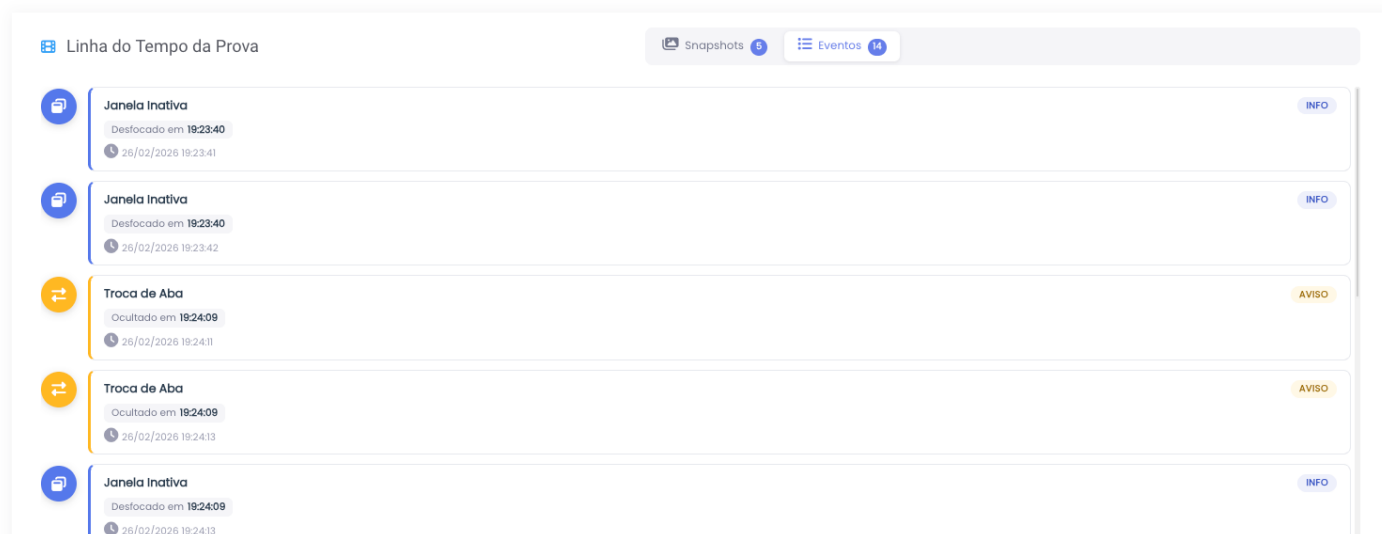 Linha do Tempo da Prova
Snapshots 5 Eventos 14
Janela Inativa INFO
Desfocado em 19:23:40
26/02/2026 19:23:41
Janela Inativa INFO
Desfocado em 19:23:40
26/02/2026 19:23:42
Troca de Aba AVISO
Ocultado em 19:24:09
26/02/2026 19:24:11
Troca de Aba AVISO
Ocultado em 19:24:09
26/02/2026 19:24:13
Janela Inativa INFO
Desfocado em 19:24:09
26/02/2026 19:24:13